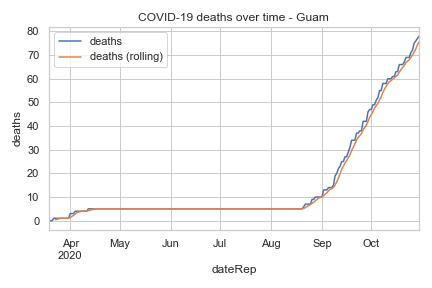 COVID-19 deaths over time - Guam
deaths
deaths (rolling)
80
70
60
50
40
30
20
10
0
deaths
Apr May Jun Jul Aug Sep Oct
2020
dateRep